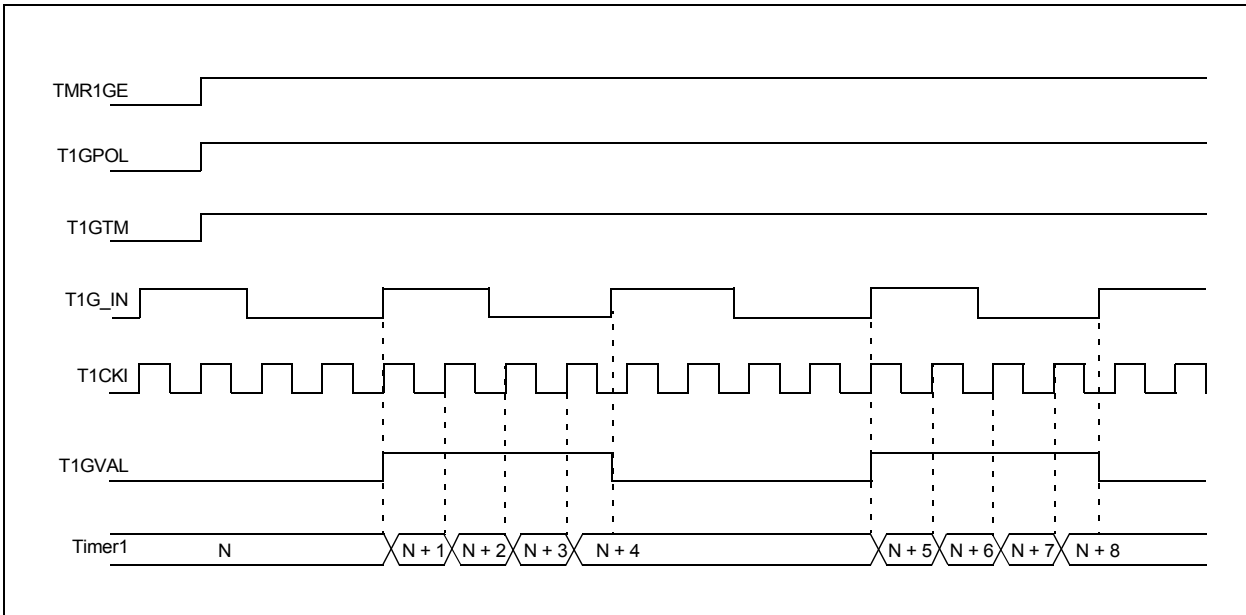 TMR1GE
T1GPOL
T1GTM
T1G_IN
T1CKI
T1GVAL
Timer1 N N + 1 N + 2 N + 3 N + 4 N + 5 N + 6 N + 7 N + 8